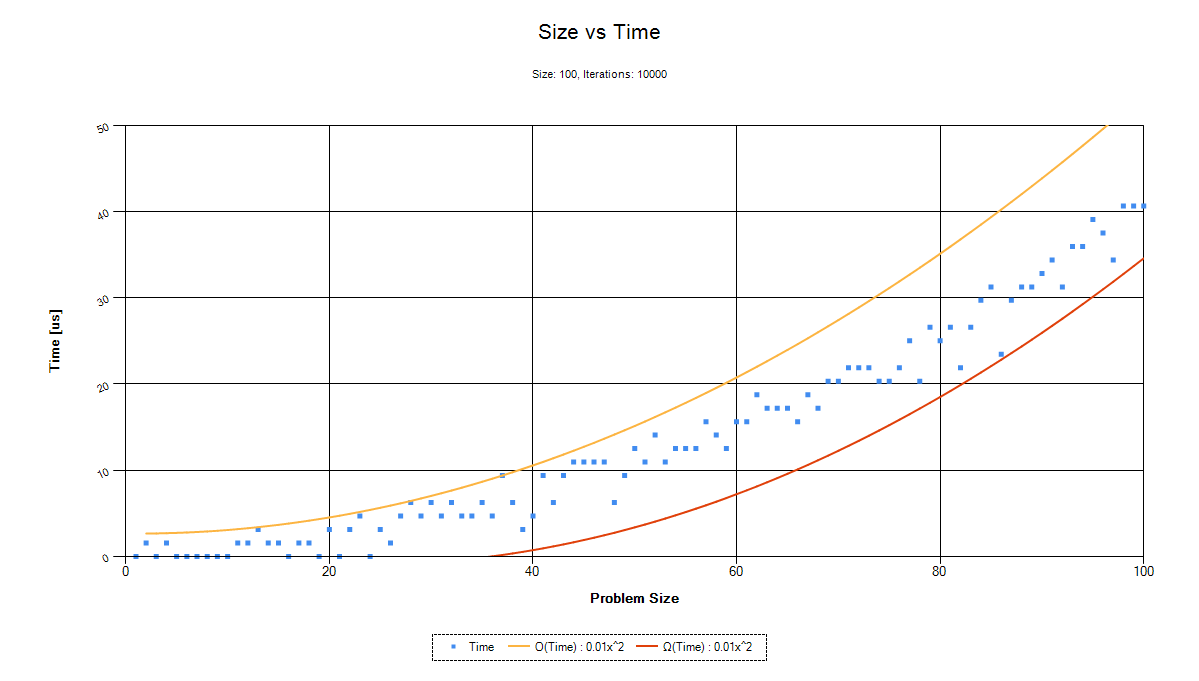 Size vs Time
Size: 100, Iterations: 10000
50
40
30
20
10
0
Time [us]
0 20 40 60 80 100
Problem Size
Time O(Time) : 0.01x^2 Ω(Time) : 0.01x^2